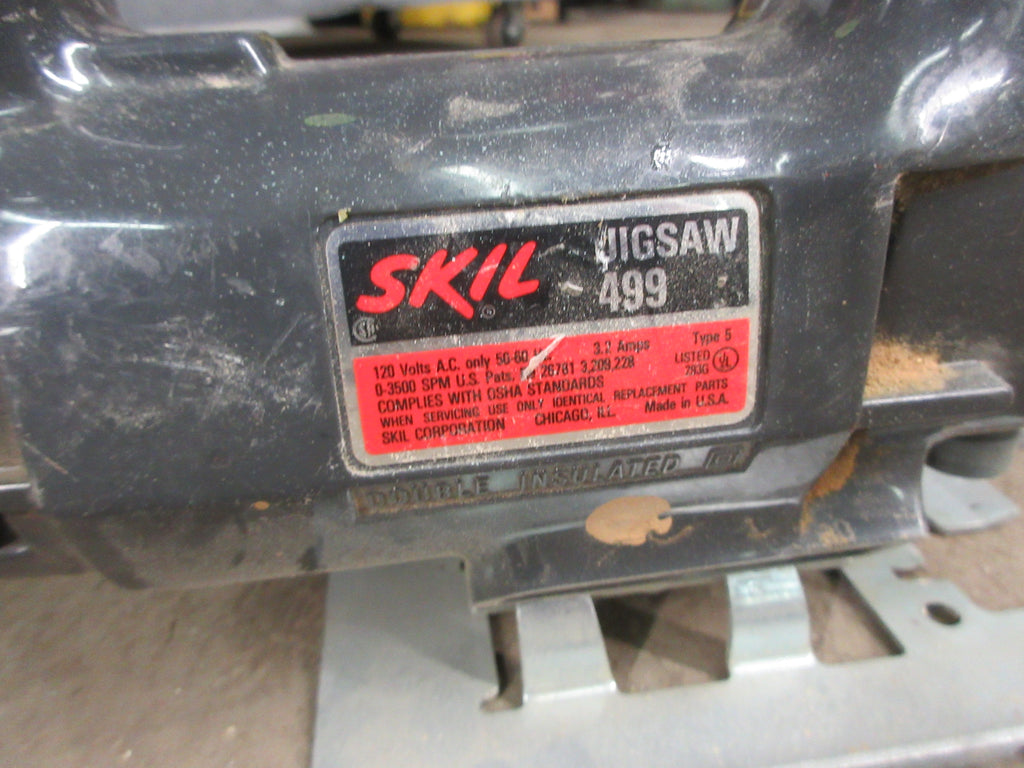 SKIL
JIGSAW
499
120 Volts A.C. only 50-60 3.2 Amps Type 5
0-3500 SPM U.S. Pats. 26781 3,209,228
LISTED 783G
COMPLIES WITH OSHA STANDARDS
WHEN SERVICING USE ONLY IDENTICAL REPLACEMENT PARTS
SKIL CORPORATION CHICAGO, ILL. Made in U.S.A.
DOUBLE INSULATED